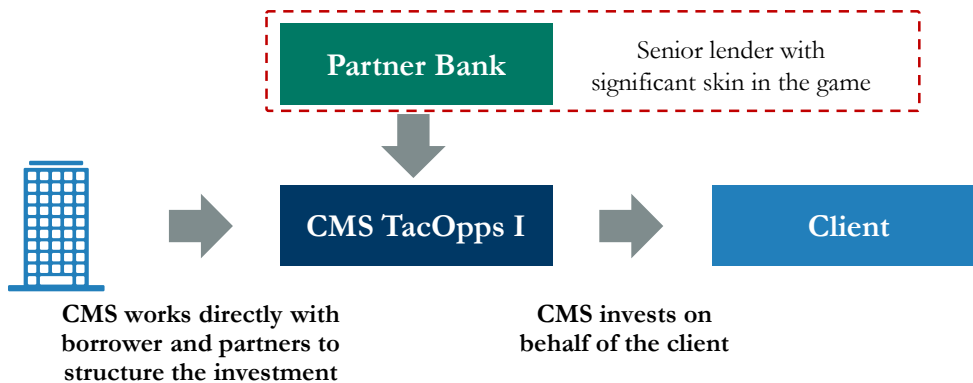 Partner Bank
Senior lender with
significant skin in the game
CMS TacOpps I
Client
CMS works directly with
borrower and partners to
structure the investment
CMS invests on
behalf of the client